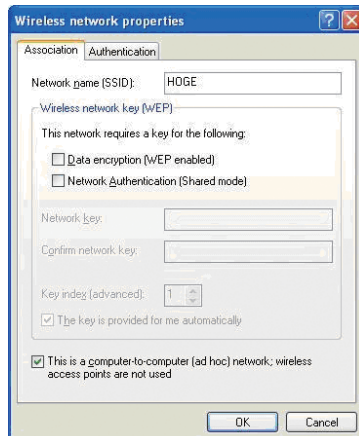 Wireless network properties
Association
Authentication
Network name (SSID):
HOGE
Wireless network key (WEP)
This network requires a key for the following:
Data encryption (WEP enabled)
Network Authentication (Shared mode)
Network key:
Confirm network key:
Key index (advanced):
1
The key is provided for me automatically
This is a computer-to-computer (ad hoc) network; wireless
access points are not used
OK
Cancel